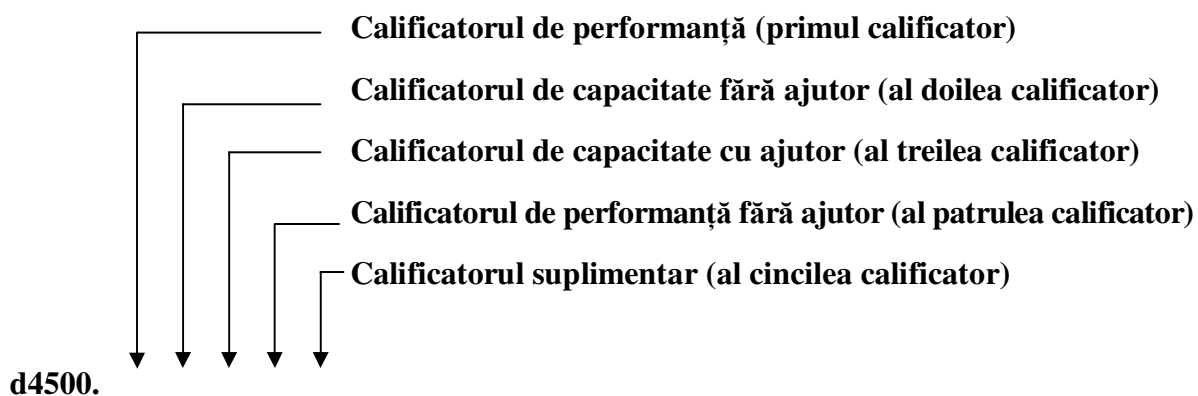 Calificatorul de performanță (primul calificator)
Calificatorul de capacitate fără ajutor (al doilea calificator)
Calificatorul de capacitate cu ajutor (al treilea calificator)
Calificatorul de performanță fără ajutor (al patrulea calificator)
Calificatorul suplimentar (al cincilea calificator)
d4500.